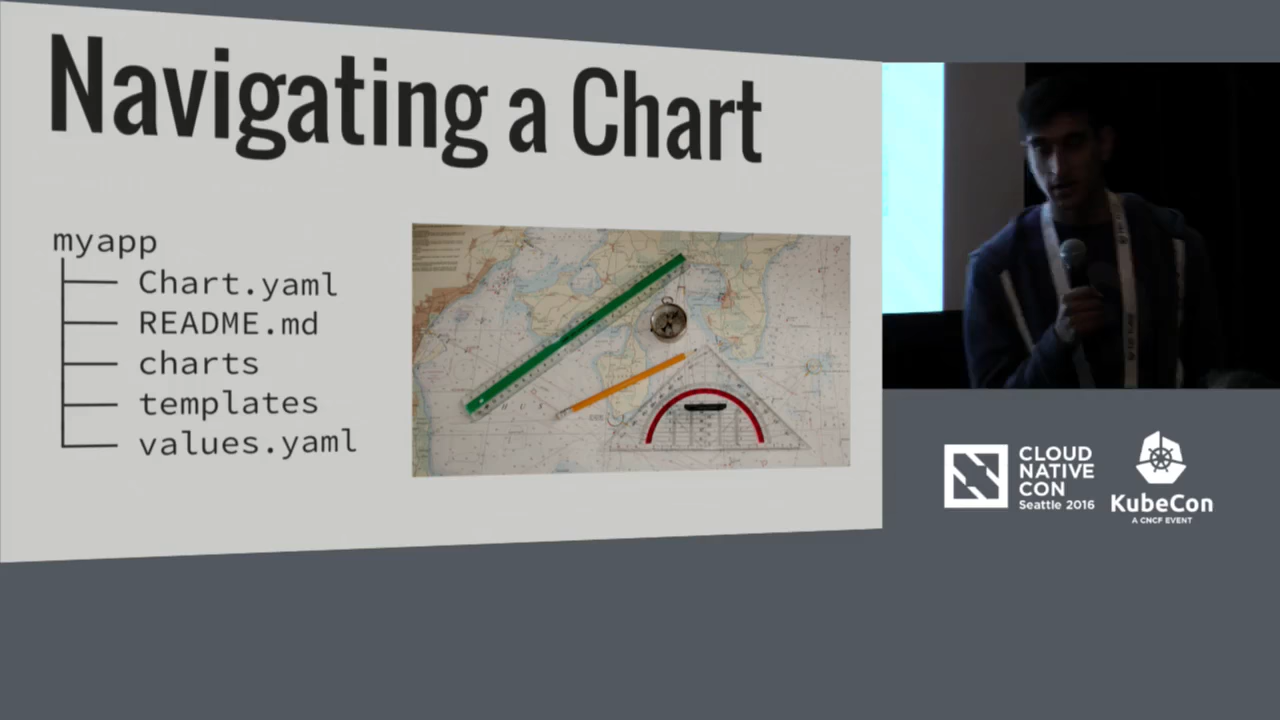 Navigating a Chart
myapp
Chart.yaml
README.md
charts
templates
values.yaml
CLOUD
NATIVE
CON
Seattle 2016
KubeCon
A CNCF EVENT